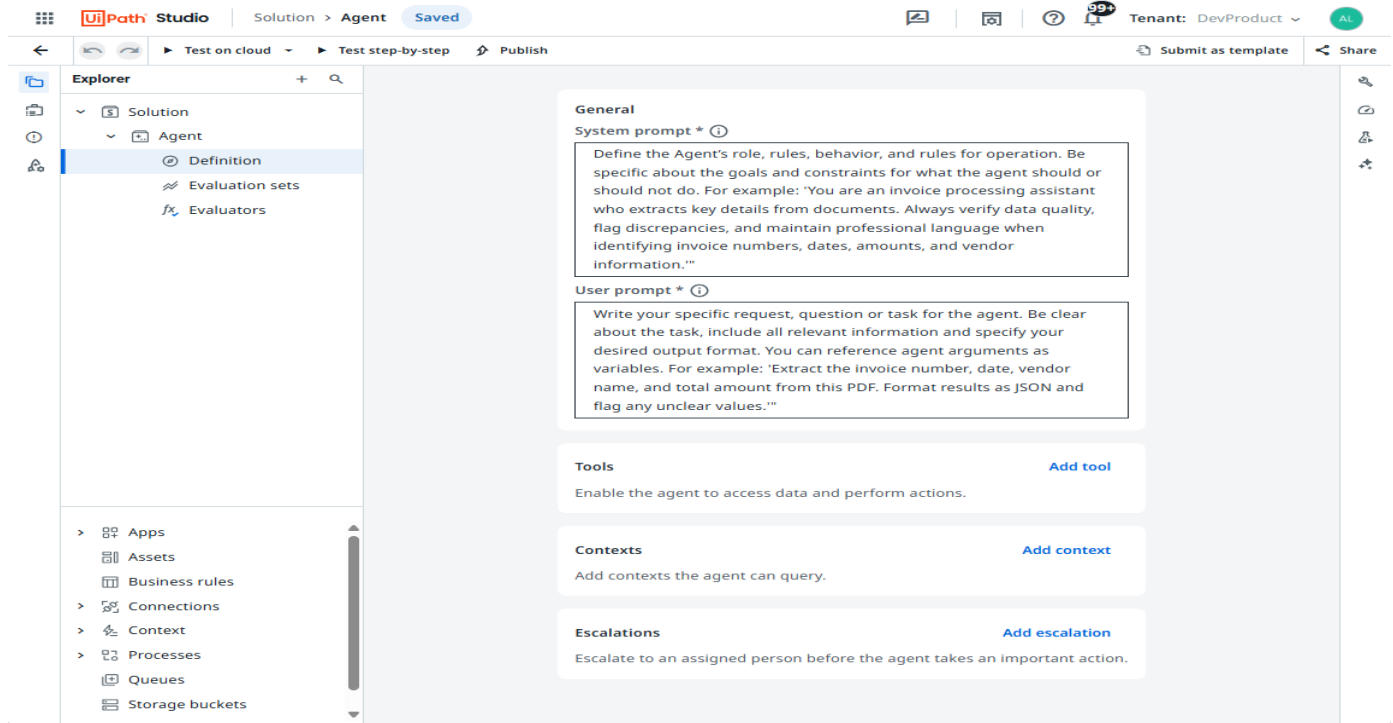 UiPath Studio
Solution > Agent
Saved
99+
Tenant: DevProduct
AL
Test on cloud
Test step-by-step
Publish
Submit as template
Share
Explorer
Solution
Agent
Definition
Evaluation sets
Evaluators
Apps
Assets
Business rules
Connections
Context
Processes
Queues
Storage buckets
General
System prompt *
Define the Agent's role, rules, behavior, and rules for operation. Be
specific about the goals and constraints for what the agent should or
should not do. For example: 'You are an invoice processing assistant
who extracts key details from documents. Always verify data quality,
flag discrepancies, and maintain professional language when
identifying invoice numbers, dates, amounts, and vendor
information.'"
User prompt *
Write your specific request, question or task for the agent. Be clear
about the task, include all relevant information and specify your
desired output format. You can reference agent arguments as
variables. For example: 'Extract the invoice number, date, vendor
name, and total amount from this PDF. Format results as JSON and
flag any unclear values.'"
Tools
Add tool
Enable the agent to access data and perform actions.
Contexts
Add context
Add contexts the agent can query.
Escalations
Add escalation
Escalate to an assigned person before the agent takes an important action.